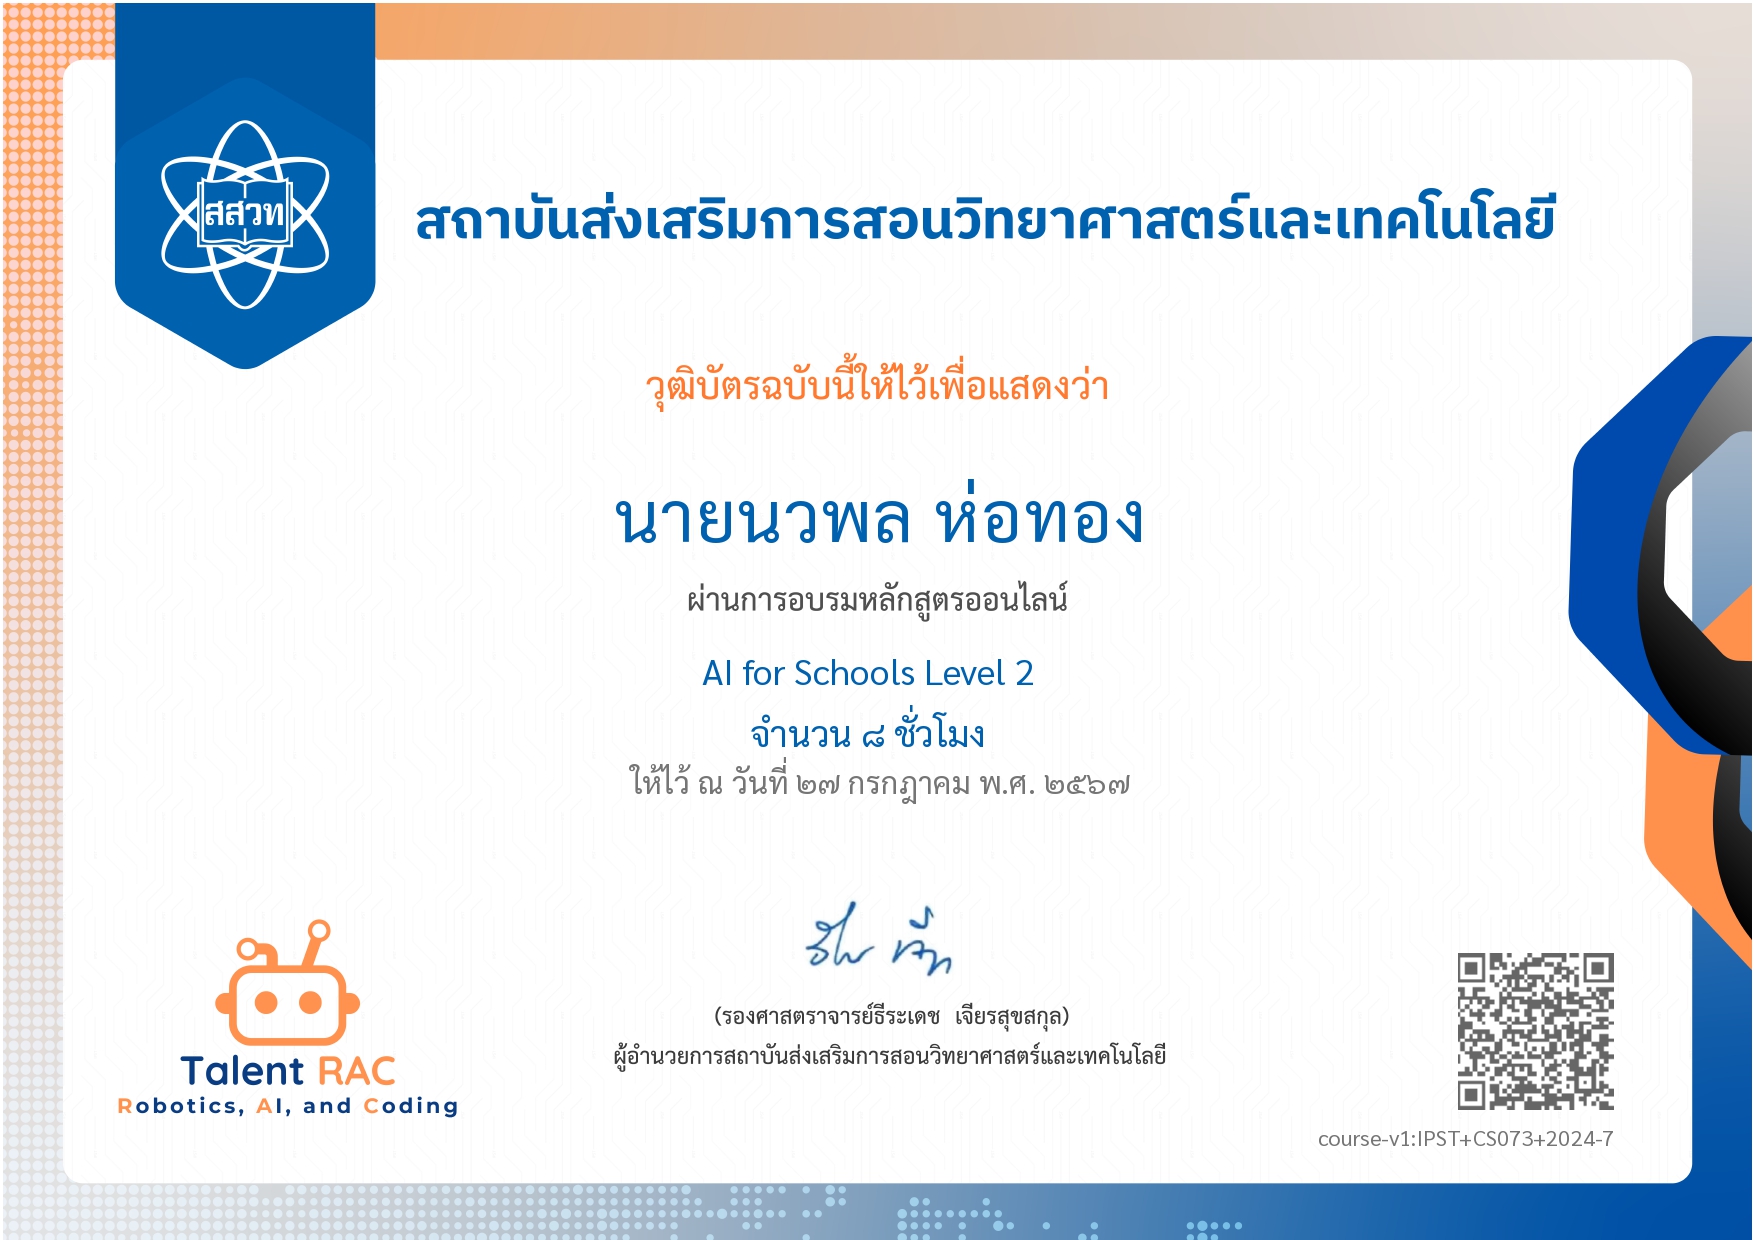 สสวท
สถาบันส่งเสริมการสอนวิทยาศาสตร์และเทคโนโลยี
วุฒิบัตรฉบับนี้ให้ไว้เพื่อแสดงว่า
นายนวพล ห่อทอง
ผ่านการอบรมหลักสูตรออนไลน์
AI for Schools Level 2
จำนวน ๘ ชั่วโมง
ให้ไว้ ณ วันที่ ๒๗ กรกฎาคม พ.ศ. ๒๕๖๗
(รองศาสตราจารย์ธีระเดช เจียรสุขสกุล)
ผู้อำนวยการสถาบันส่งเสริมการสอนวิทยาศาสตร์และเทคโนโลยี
Talent RAC
Robotics, AI, and Coding
course-v1:IPST+CS073+2024-7